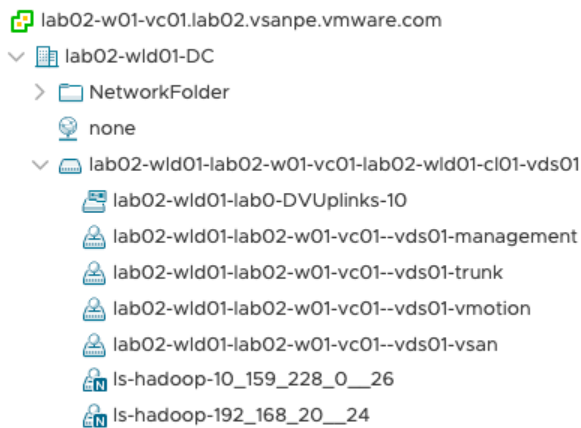 lab02-w01-vc01.lab02.vsanpe.vmware.com
lab02-wld01-DC
NetworkFolder
none
lab02-wld01-lab02-w01-vc01-lab02-wld01-cl01-vds01
lab02-wld01-lab0-DVUplinks-10
lab02-wld01-lab02-w01-vc01--vds01-management
lab02-wld01-lab02-w01-vc01--vds01-trunk
lab02-wld01-lab02-w01-vc01--vds01-vmotion
lab02-wld01-lab02-w01-vc01--vds01-vsan
N ls-hadoop-10_159_228_0__26
N ls-hadoop-192_168_20__24